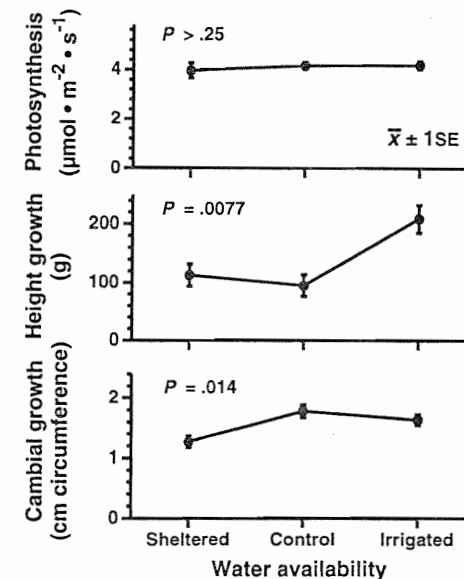 Photosynthesis
(μmol • m⁻² • s⁻¹)
4
2
0
P > .25
x̅ ± 1SE
Height growth
(g)
200
100
0
P = .0077
Cambial growth
(cm circumference)
2
1
0
P = .014
Sheltered Control Irrigated
Water availability